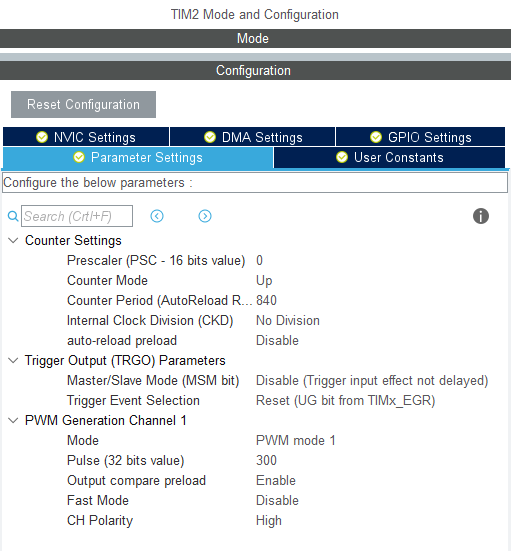 TIM2 Mode and Configuration
Mode
Configuration
Reset Configuration
NVIC Settings DMA Settings GPIO Settings
Parameter Settings User Constants
Configure the below parameters :
Search (CrtI+F)
Counter Settings
Prescaler (PSC - 16 bits value) 0
Counter Mode Up
Counter Period (AutoReload R... 840
Internal Clock Division (CKD) No Division
auto-reload preload Disable
Trigger Output (TRGO) Parameters
Master/Slave Mode (MSM bit) Disable (Trigger input effect not delayed)
Trigger Event Selection Reset (UG bit from TIMx_EGR)
PWM Generation Channel 1
Mode PWM mode 1
Pulse (32 bits value) 300
Output compare preload Enable
Fast Mode Disable
CH Polarity High